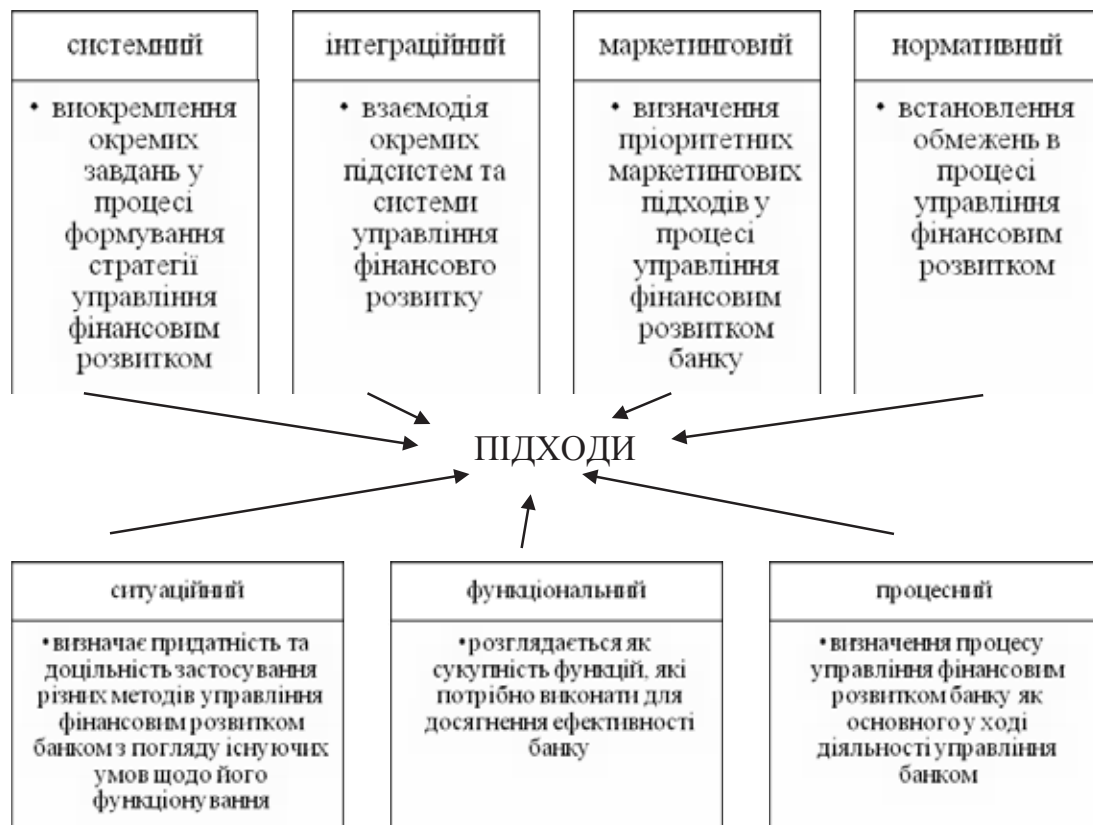 системний
• виокремлення
окремих
завдань у
процесі
формування
стратегії
управління
фінансовим
розвитком
інтеграційний
• взаємодія
окремих
підсистем та
системи
управління
фінансовго
розвитку
маркетинговий
• визначення
пріоритетних
маркетингових
підходів у
процесі
управління
фінансовим
розвитком
банку
нормативний
• встановлення
обмежень в
процесі
управління
фінансовим
розвитком
ПІДХОДИ
ситуаційний
•визначає придатність та
доцільність застосування
різних методів управління
фінансовим розвитком
банком з погляду існуючих
умов щодо його
функціонування
функціональний
•розглядається як
сукупність функцій, які
потрібно виконати для
досягнення ефективності
банку
процесний
•визначення процесу
управління фінансовим
розвитком банку як
основного у ході
діяльності управління
банком